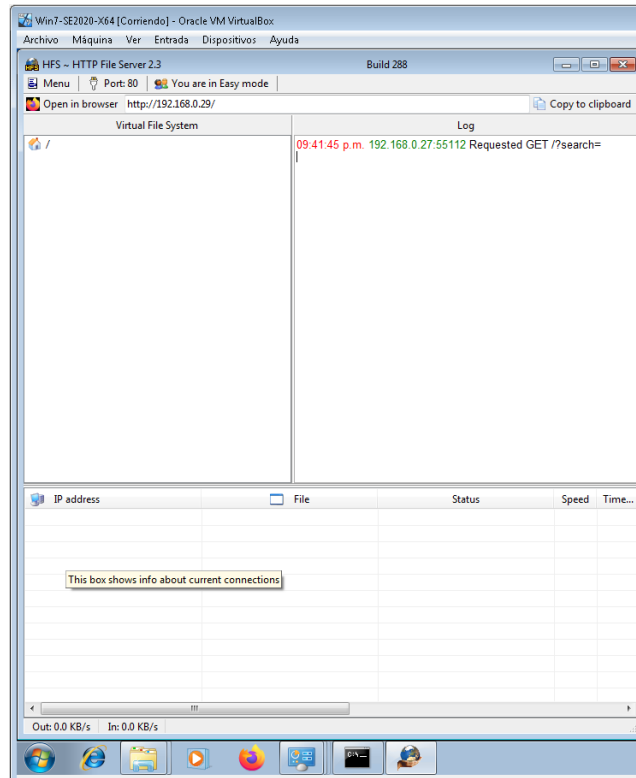 Win7-SE2020-X64 [Corriendo] - Oracle VM VirtualBox
Archivo Máquina Ver Entrada Dispositivos Ayuda
HFS ~ HTTP File Server 2.3 Build 288
Menu Port: 80 You are in Easy mode
Open in browser http://192.168.0.29/ Copy to clipboard
Virtual File System Log
/ 09:41:45 p.m. 192.168.0.27:55112 Requested GET /?search=
IP address File Status Speed Time...
This box shows info about current connections
Out: 0.0 KB/s In: 0.0 KB/s
C:\_